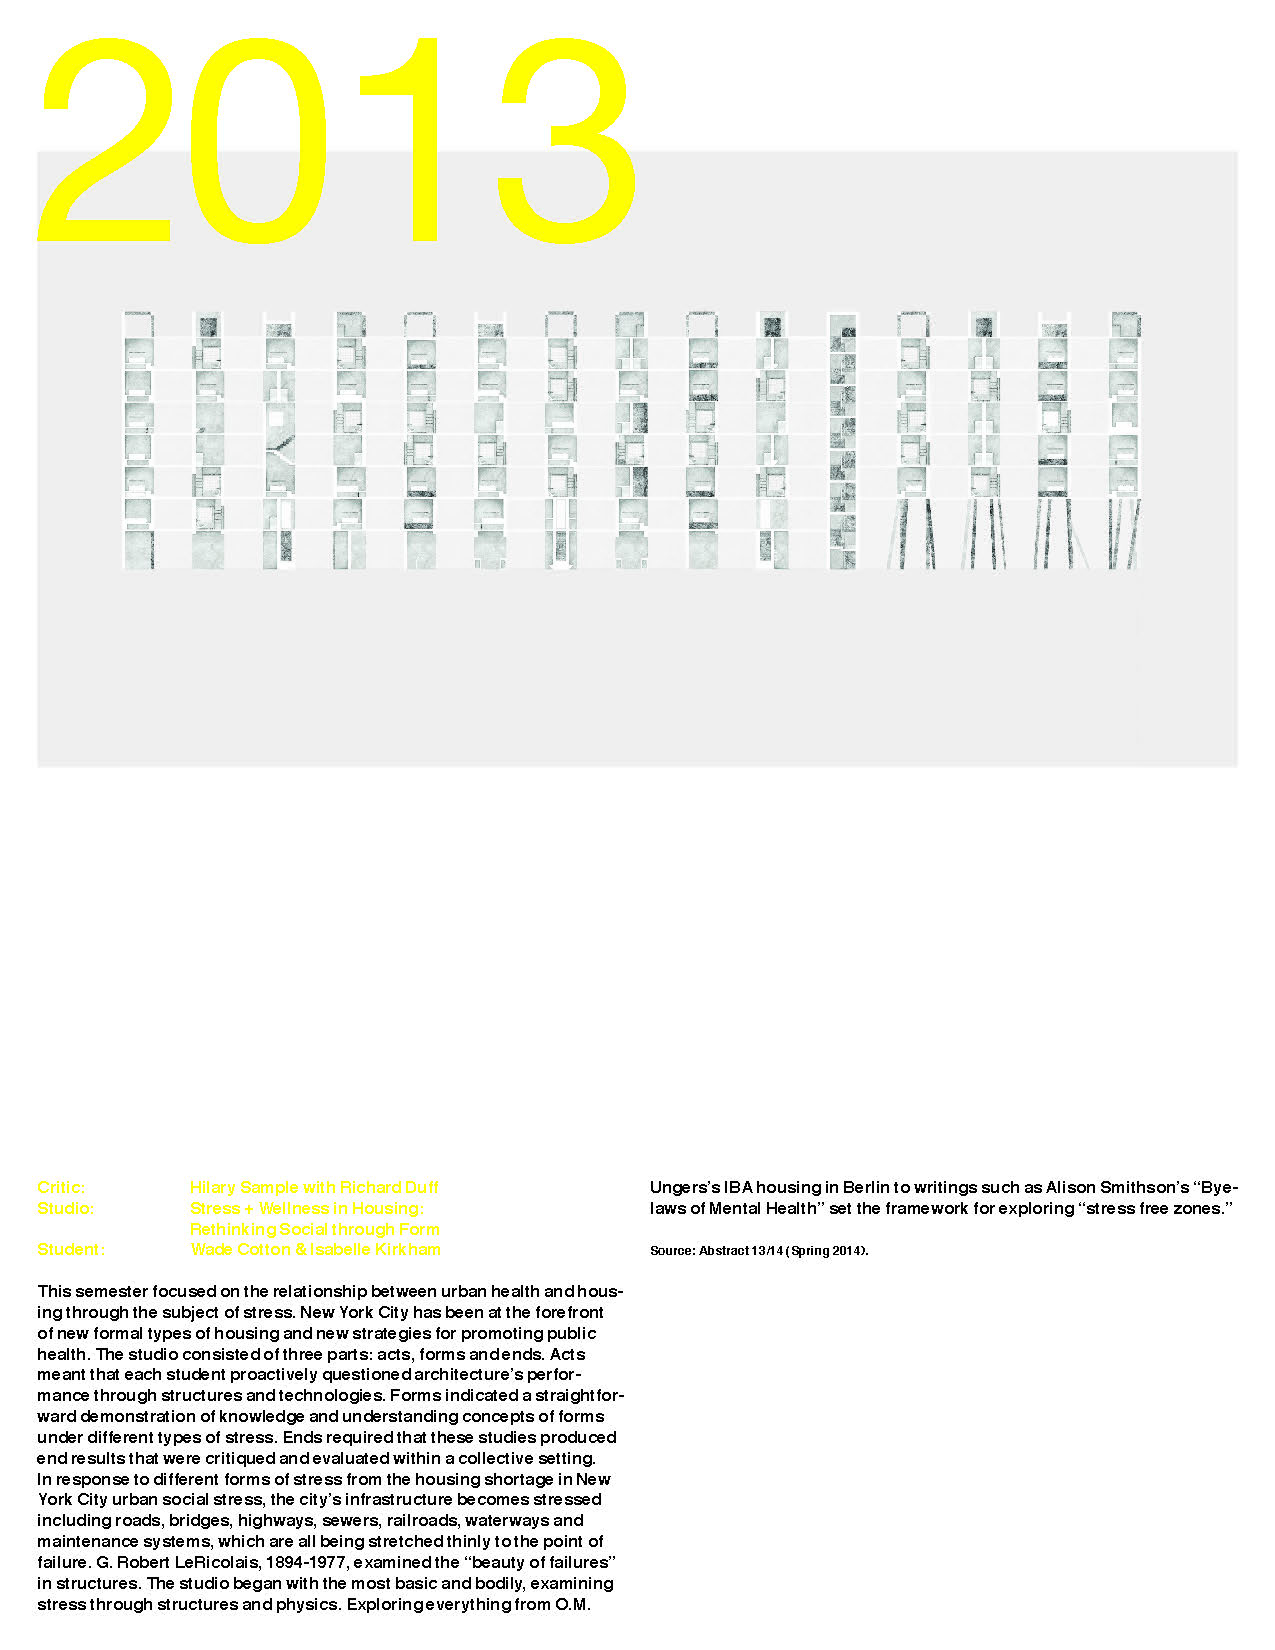 2013
Critic: Hilary Sample with Richard Duff
Studio: Stress + Wellness in Housing:
Rethinking Social through Form
Student: Wade Cotton & Isabelle Kirkham
This semester focused on the relationship between urban health and hous-
ing through the subject of stress. New York City has been at the forefront
of new formal types of housing and new strategies for promoting public
health. The studio consisted of three parts: acts, forms and ends. Acts
meant that each student proactively questioned architecture’s perfor-
mance through structures and technologies. Forms indicated a straightfor-
ward demonstration of knowledge and understanding concepts of forms
under different types of stress. Ends required that these studies produced
end results that were critiqued and evaluated within a collective setting.
In response to different forms of stress from the housing shortage in New
York City urban social stress, the city’s infrastructure becomes stressed
including roads, bridges, highways, sewers, railroads, waterways and
maintenance systems, which are all being stretched thinly to the point of
failure. G. Robert LeRicolais, 1894-1977, examined the “beauty of failures”
in structures. The studio began with the most basic and bodily, examining
stress through structures and physics. Exploring everything from O.M.
Ungers’s IBA housing in Berlin to writings such as Alison Smithson’s “Bye-
laws of Mental Health” set the framework for exploring “stress free zones.”
Source: Abstract 13/14 (Spring 2014).